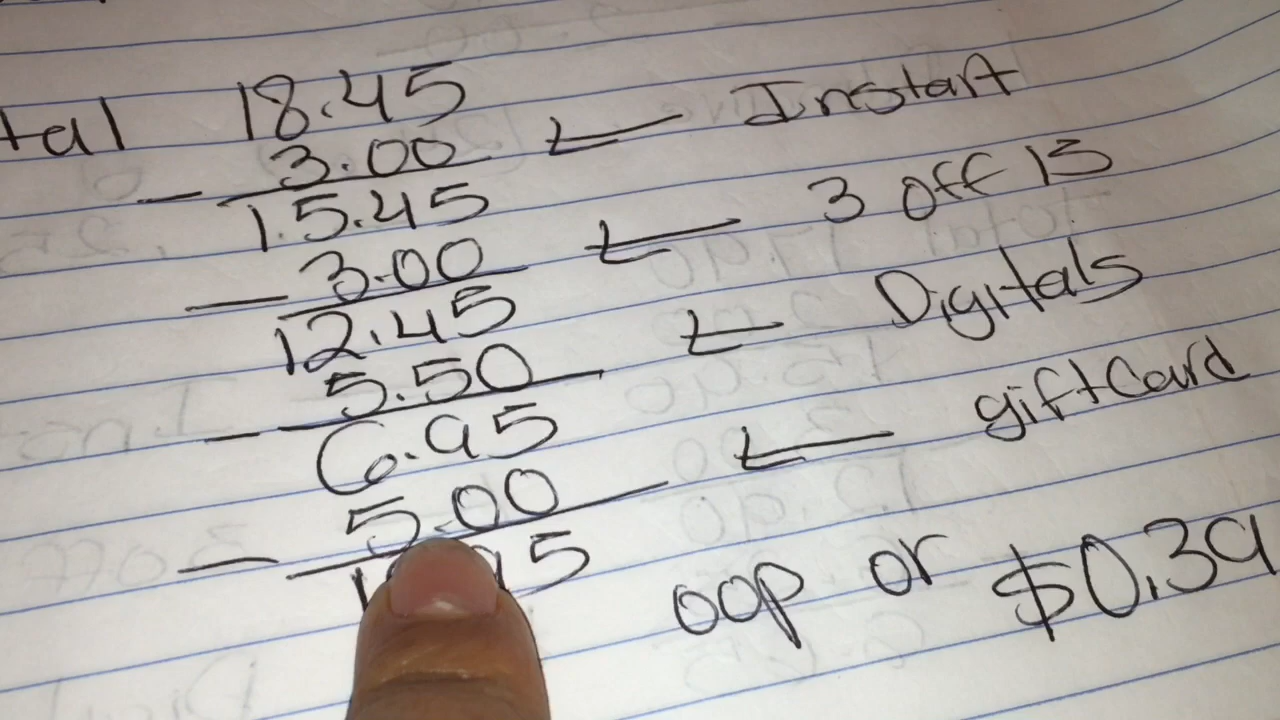 tal 18.45
- 3.00 Instant
15.45
- 3.00 3 off 15
12.45
- 5.50 Digitals
6.95
- 5.00 giftCard
95 oop or $0.39